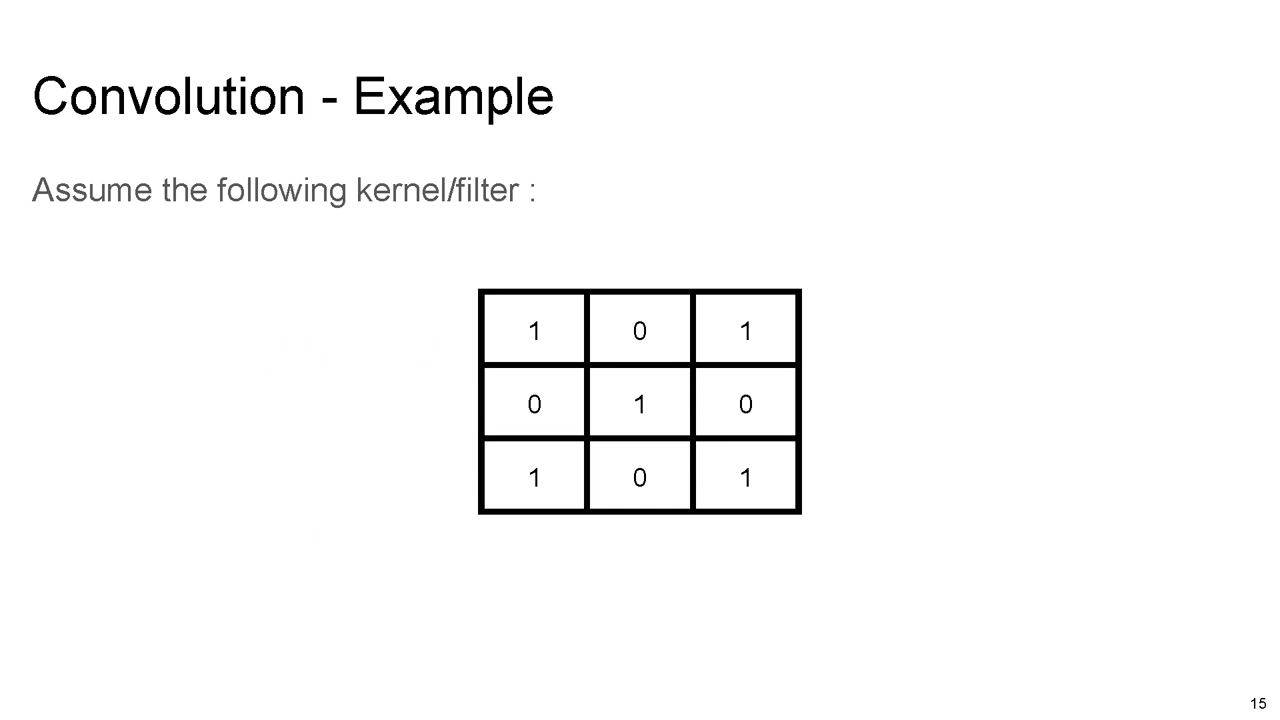 Convolution - Example
Assume the following kernel/filter :
1 0 1
0 1 0
1 0 1
15